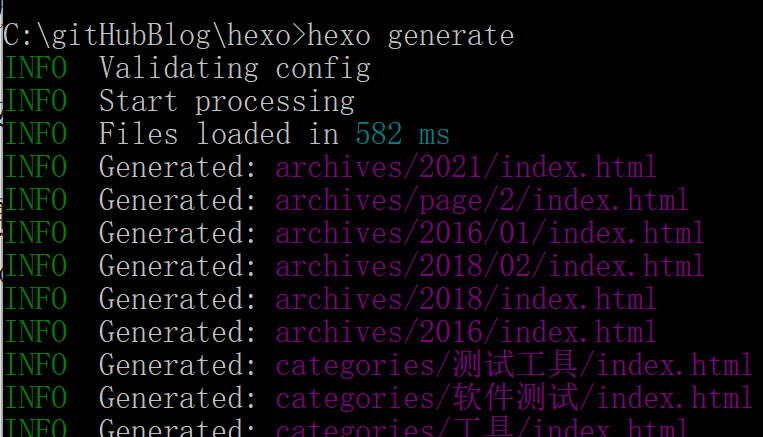 C:\gitHubBlog\hexo>hexo generate
INFO  Validating config
INFO  Start processing
INFO  Files loaded in 582 ms
INFO  Generated: archives/2021/index.html
INFO  Generated: archives/page/2/index.html
INFO  Generated: archives/2016/01/index.html
INFO  Generated: archives/2018/02/index.html
INFO  Generated: archives/2018/index.html
INFO  Generated: archives/2016/index.html
INFO  Generated: categories/测试工具/index.html
INFO  Generated: categories/软件测试/index.html
INFO  Generated: categories/工具/index.html